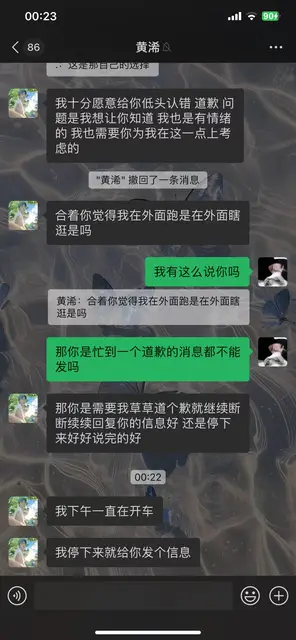 00:23
90+
86
黄浠
这是那自己的选择
我十分愿意给你低头认错 道歉 问
题是我想让你知道 我也是有情绪
的 我也需要你为我在这一点上考
虑的
"黄浠" 撤回了一条消息
合着你觉得我在外面跑是在外面瞎
逛是吗
我有这么说你吗
黄浠：合着你觉得我在外面跑是在外面瞎
逛是吗
那你是忙到一个道歉的消息都不能
发吗
那你是需要我草草道个歉就继续断
断续续回复你的信息好 还是停下
来好好说完的好
00:22
我下午一直在开车
我停下来就给你发个信息